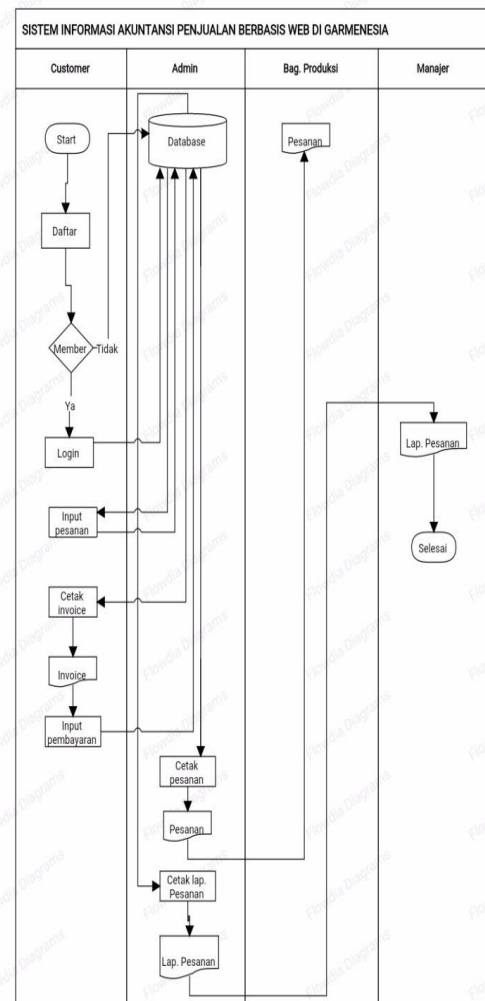 SISTEM INFORMASI AKUNTANSI PENJUALAN BERBASIS WEB DI GARMENESIA
Customer
Admin
Bag. Produksi
Manajer
Start
Database
Pesanan
Daftar
Member
Tidak
Ya
Login
Lap. Pesanan
Input
pesanan
Selesai
Cetak
invoice
Invoice
Input
pembayaran
Cetak
pesanan
Pesanan
Cetak lap.
Pesanan
Lap. Pesanan
Flowdia Diagrams